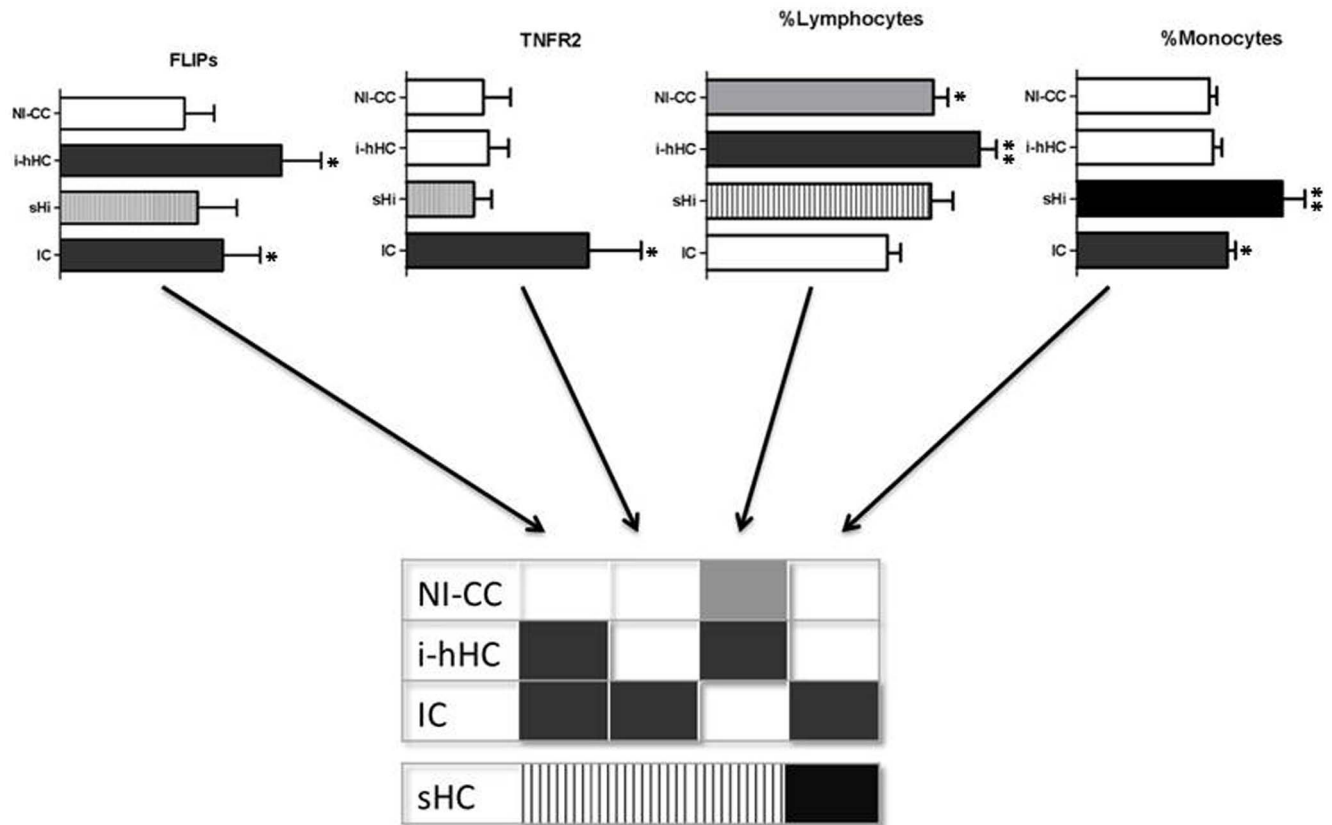 FLIPs
NI-CC
i-hHC
*
sHi
IC
*
TNFR2
NI-CC
i-hHC
sHi
IC
*
%Lymphocytes
NI-CC
*
i-hHC
**
sHi
IC
%Monocytes
NI-CC
i-hHC
sHi
**
IC
*
NI-CC
i-hHC
IC
sHC